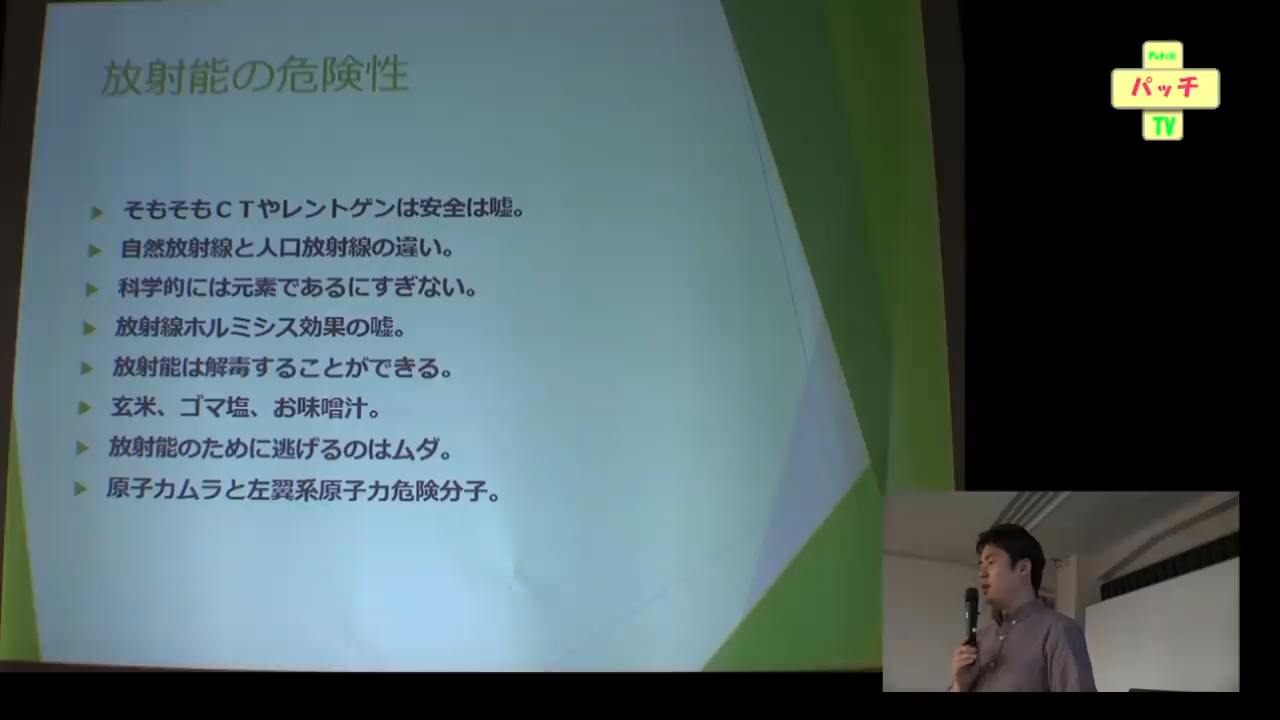 放射能の危険性
そもそもＣＴやレントゲンは安全は嘘。
自然放射線と人口放射線の違い。
科学的には元素であるにすぎない。
放射線ホルミシス効果の嘘。
放射能は解毒することができる。
玄米、ゴマ塩、お味噌汁。
放射能のために逃げるのはムダ。
原子力ムラと左翼系原子力危険分子。
Patch
パッチ
TV